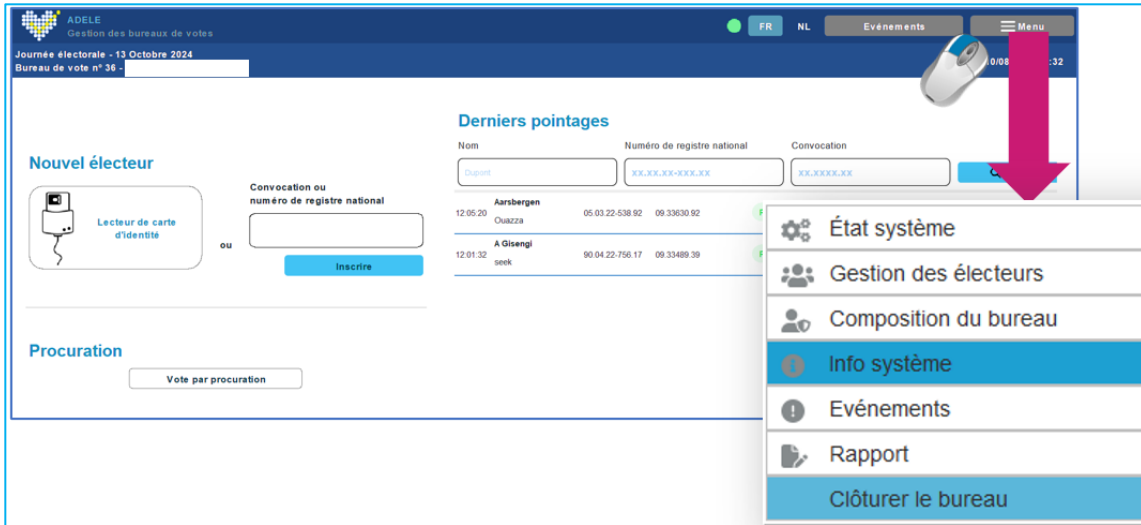 ADELE
Gestion des bureaux de votes
FR
NL
Evénements
Menu
Journée électorale - 13 Octobre 2024
Bureau de vote n° 36 -
0/08
:32
Nouvel électeur
Lecteur de carte
d'identité
ou
Convocation ou
numéro de registre national
Inscrire
Procuration
Vote par procuration
Derniers pointages
Nom
Numéro de registre national
Convocation
Dupont
xx.xx.xx-xxx.xx
xx.xxxx.xx
12:05:20
Aarsbergen
Ouazza
05.03.22-538.92
09.33630.92
12:01:32
A Gisengi
seek
90.04.22-756.17
09.33489.39
État système
Gestion des électeurs
Composition du bureau
Info système
Evénements
Rapport
Clôturer le bureau